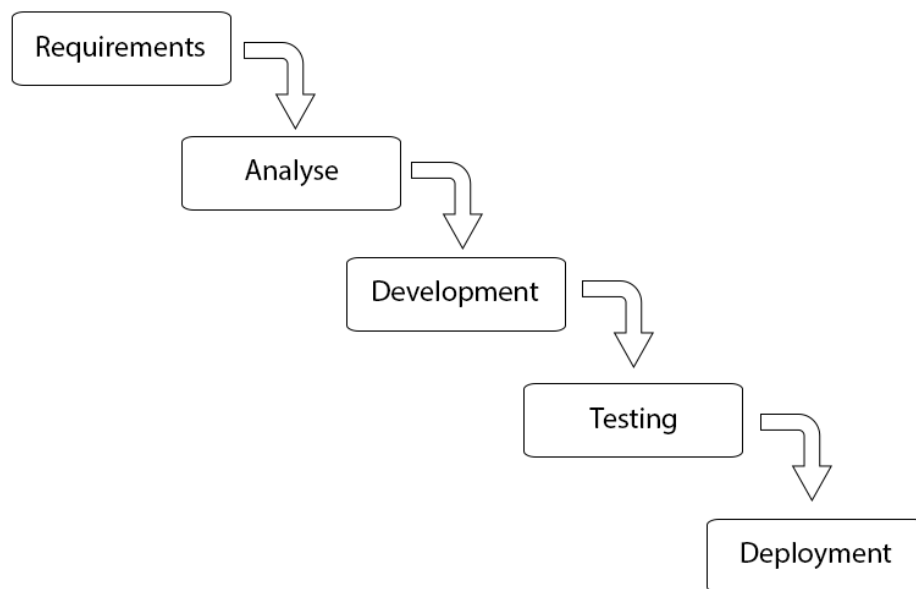 Requirements
Analyse
Development
Testing
Deployment